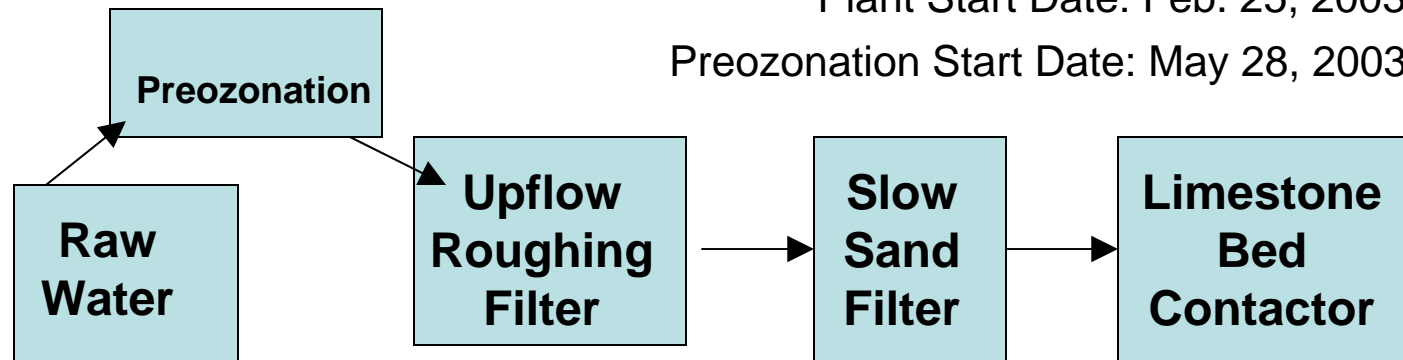 Plant Start Date: Feb. 25, 2003
Preozonation Start Date: May 28, 2003
Preozonation
Raw
Water
Upflow
Roughing
Filter
Slow
Sand
Filter
Limestone
Bed
Contactor